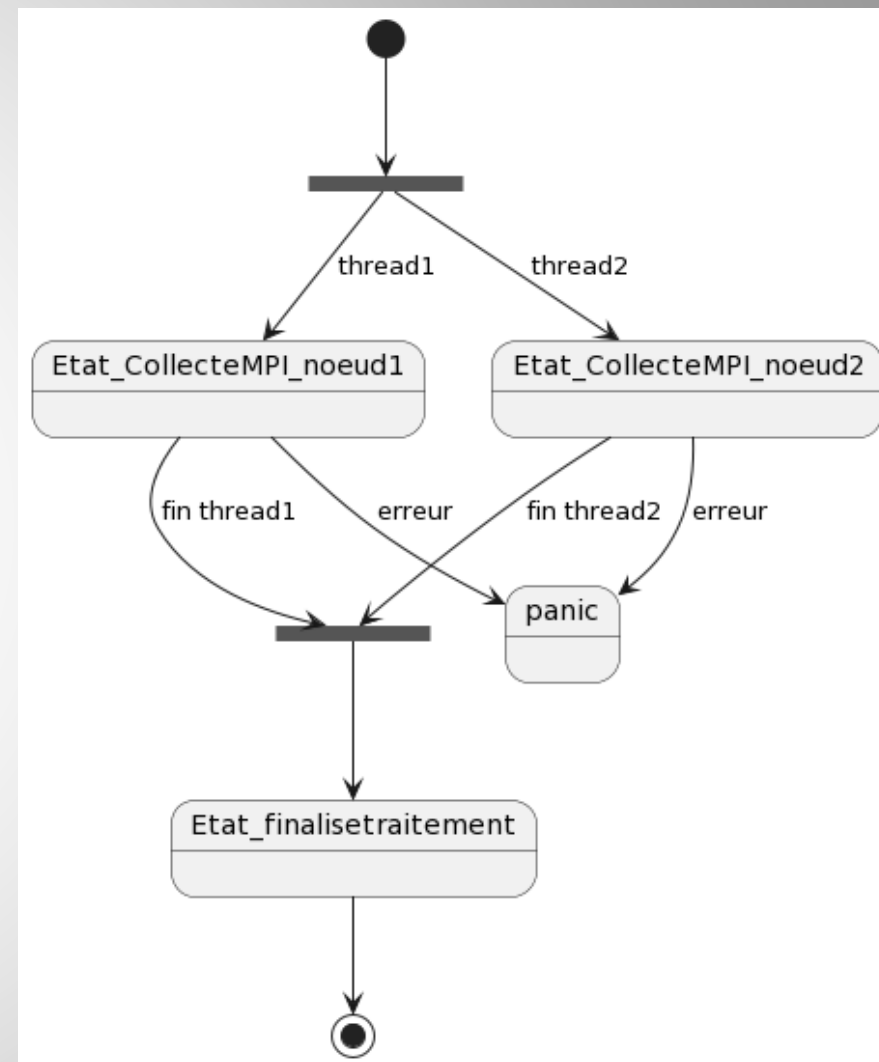 thread1
thread2
Etat_CollecteMPI_noeud1
Etat_CollecteMPI_noeud2
fin thread1
erreur
fin thread2
erreur
panic
Etat_finalisetraitement